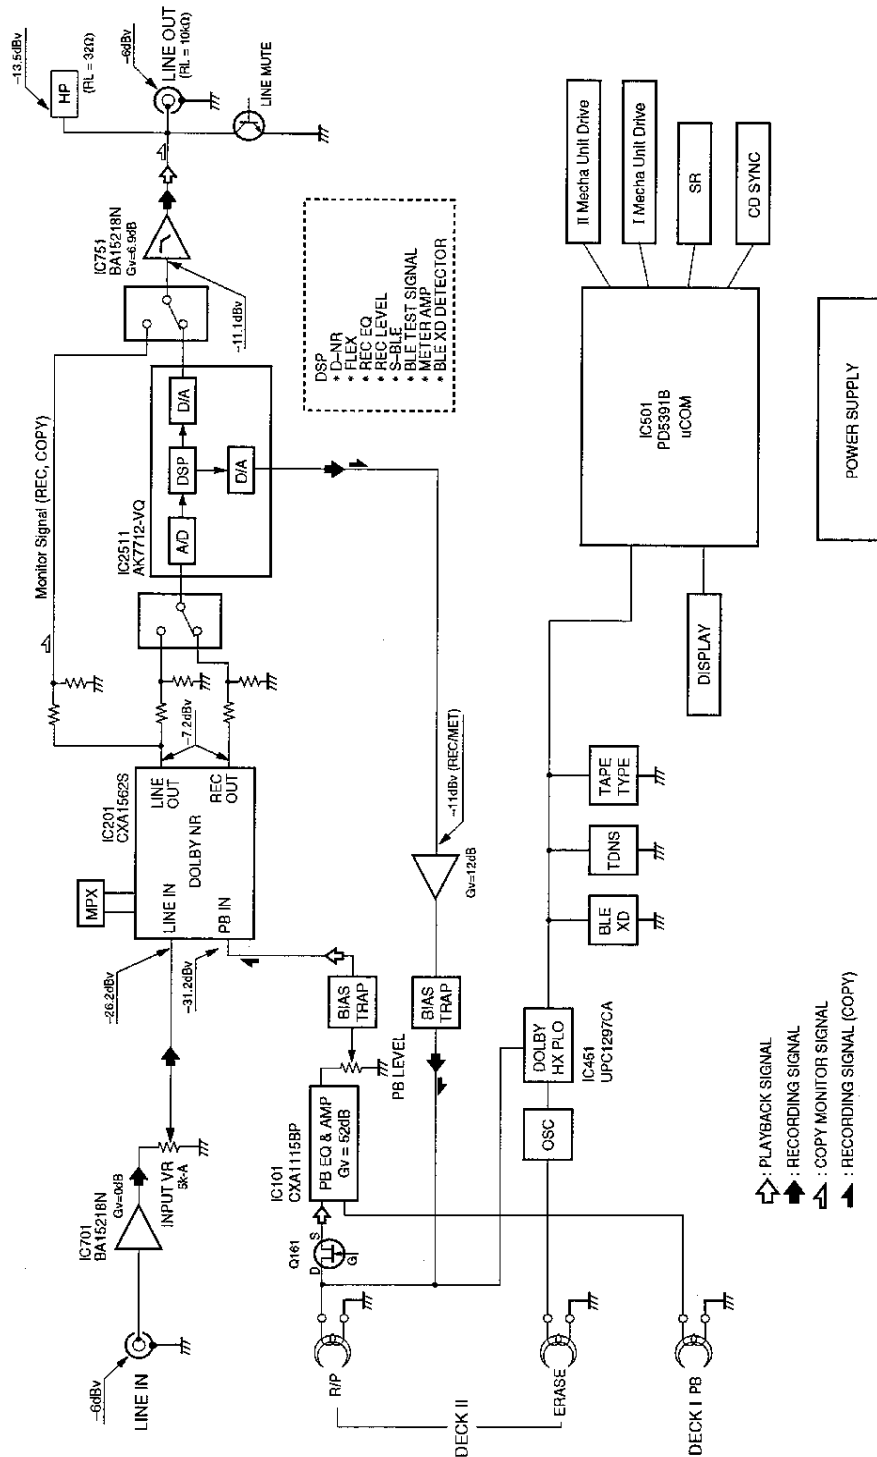 −13.5dBv
HP
(RL = 32Ω)
−6dBv
LINE OUT
(RL = 10kΩ)
LINE MUTE
IC751
BA15218N
Gv=6.9dB
−11.1dBv
Monitor Signal (REC, COPY)
IC2511
AK7712-VQ
A/D
DSP
D/A
D/A
DSP
* D–NR
* FLEX
* REC EQ
* REC LEVEL
* S–BLE
* BLE TEST SIGNAL
* METER AMP
* BLE XD DETECTOR
−7.2dBv
IC201
CXA1562S
MPX
LINE IN
PB IN
DOLBY NR
LINE
OUT
REC
OUT
−26.2dBv
−31.2dBv
−11dBv (REC/MET)
Gv=12dB
IC701
BA15218N
Gv=0dB
INPUT VR
5k-A
−6dBv
LINE IN
IC101
CXA1115BP
PB EQ & AMP
Gv = 52dB
PB LEVEL
BIAS
TRAP
BIAS
TRAP
Q161
D
S
G
R/P
DECK II
ERASE
DECK I PB
OSC
DOLBY
HX PLO
IC451
UPC1297CA
BLE
XD
TDNS
TAPE
TYPE
DISPLAY
IC501
PD5391B
uCOM
II Mecha Unit Drive
I Mecha Unit Drive
SR
CD SYNC
POWER SUPPLY
: PLAYBACK SIGNAL
: RECORDING SIGNAL
: COPY MONITOR SIGNAL
: RECORDING SIGNAL (COPY)